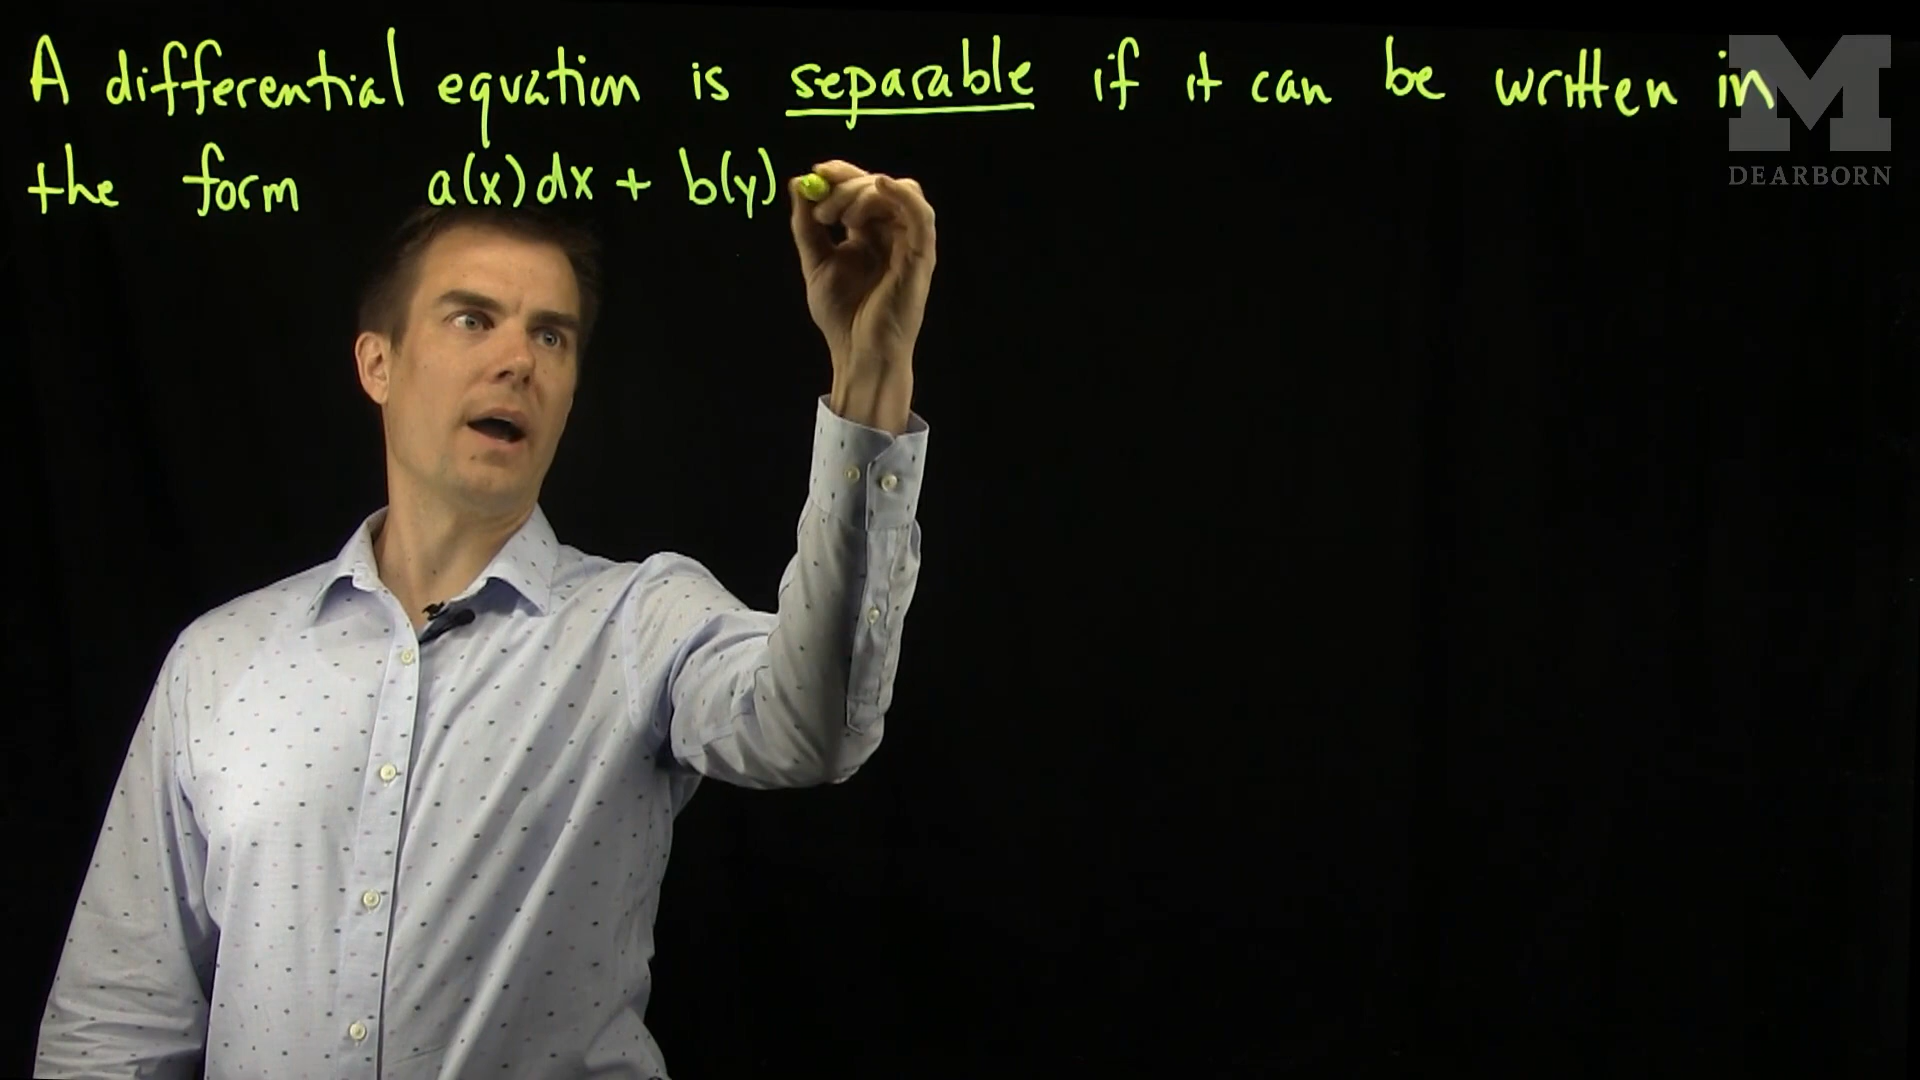 A differential equation is separable if it can be written in
the form a(x)dx + b(y)
M
DEARBORN